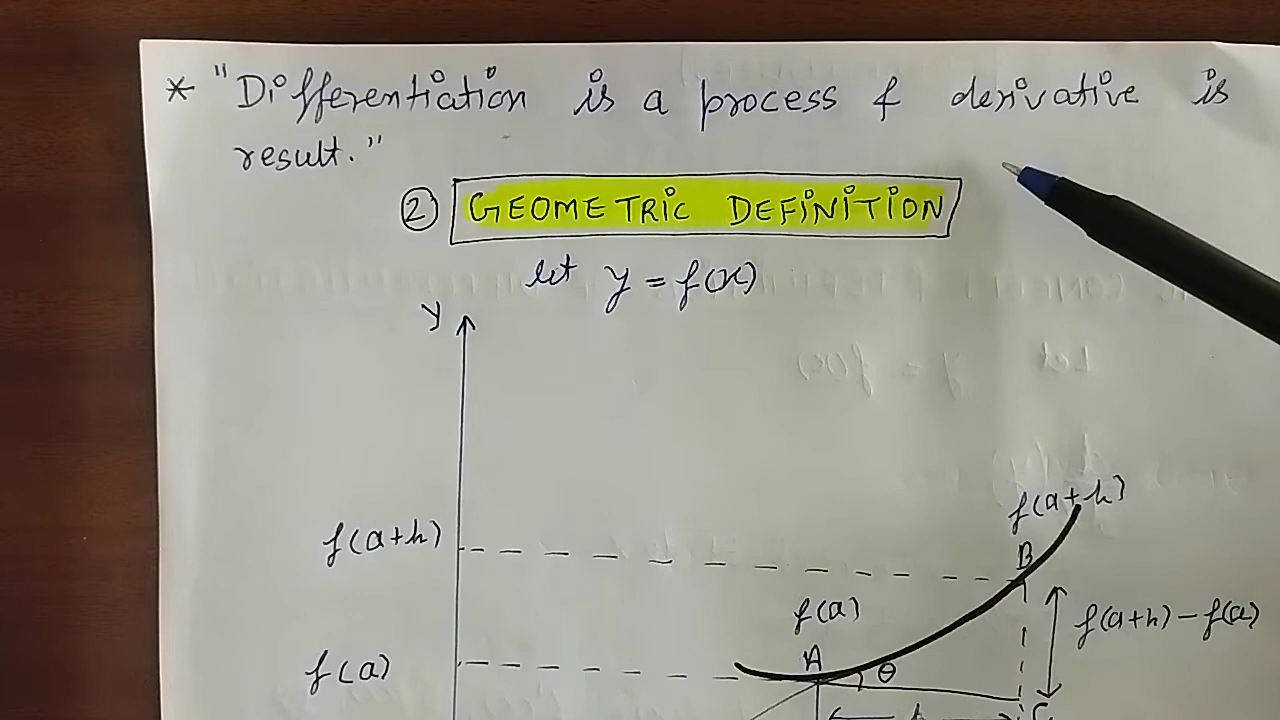 * "Differentiation is a process f derivative is
result."
② GEOMETRIC DEFINITION
let y = f(x)
y
f(a+h)
f(a+h)
B
f(a)
f(a+h) - f(a)
A
θ
f(a)
C